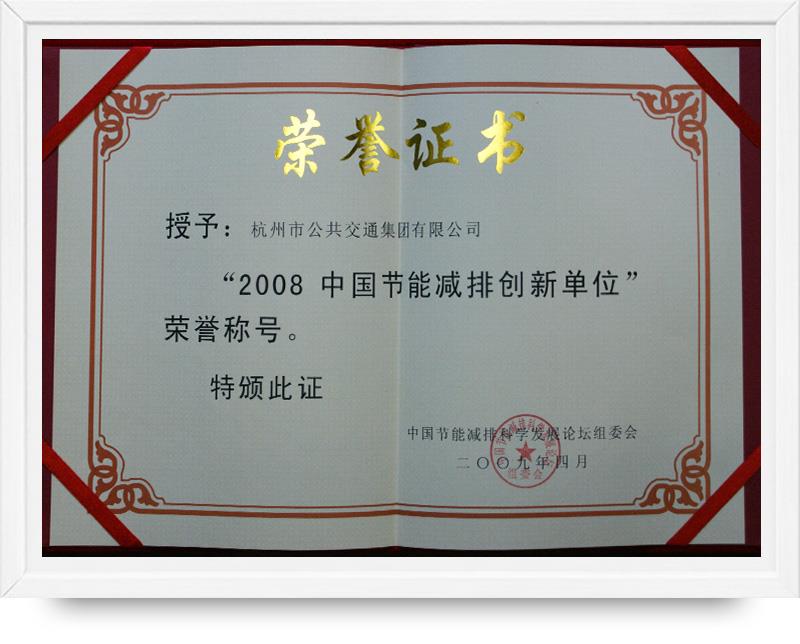 荣誉证书
授予：杭州市公共交通集团有限公司
“2008 中国节能减排创新单位”
荣誉称号。
特颁此证
中国节能减排科学发展论坛组委会
二〇〇九年四月
组委会